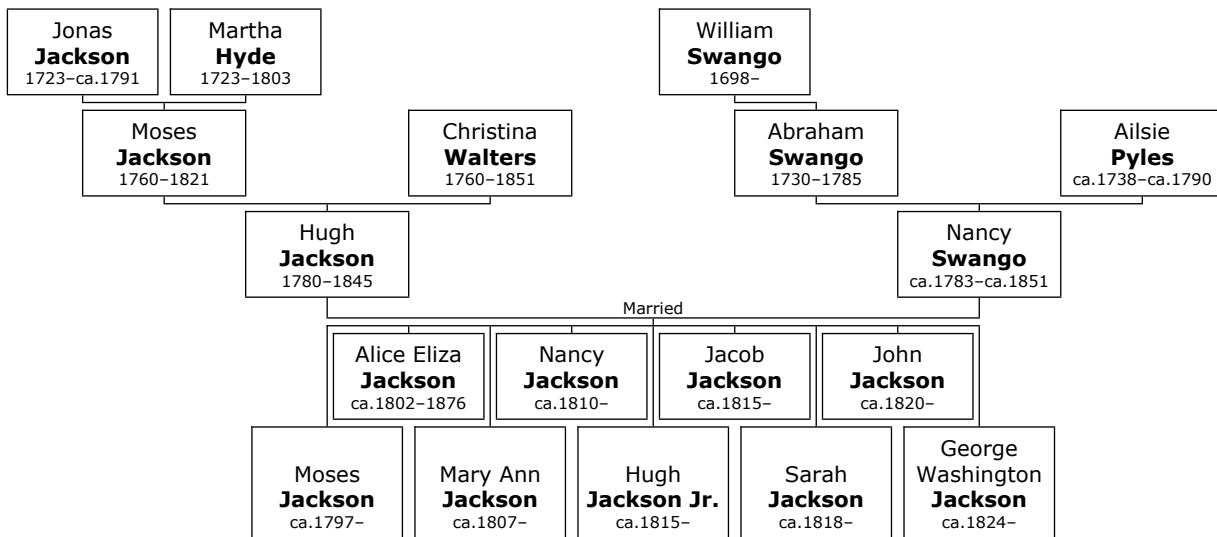 Jonas
Jackson
1723–ca.1791
Martha
Hyde
1723–1803
William
Swango
1698–
Moses
Jackson
1760–1821
Christina
Walters
1760–1851
Abraham
Swango
1730–1785
Ailsie
Pyles
ca.1738–ca.1790
Hugh
Jackson
1780–1845
Nancy
Swango
ca.1783–ca.1851
Married
Alice Eliza
Jackson
ca.1802–1876
Nancy
Jackson
ca.1810–
Jacob
Jackson
ca.1815–
John
Jackson
ca.1820–
Moses
Jackson
ca.1797–
Mary Ann
Jackson
ca.1807–
Hugh
Jackson Jr.
ca.1815–
Sarah
Jackson
ca.1818–
George
Washington
Jackson
ca.1824–